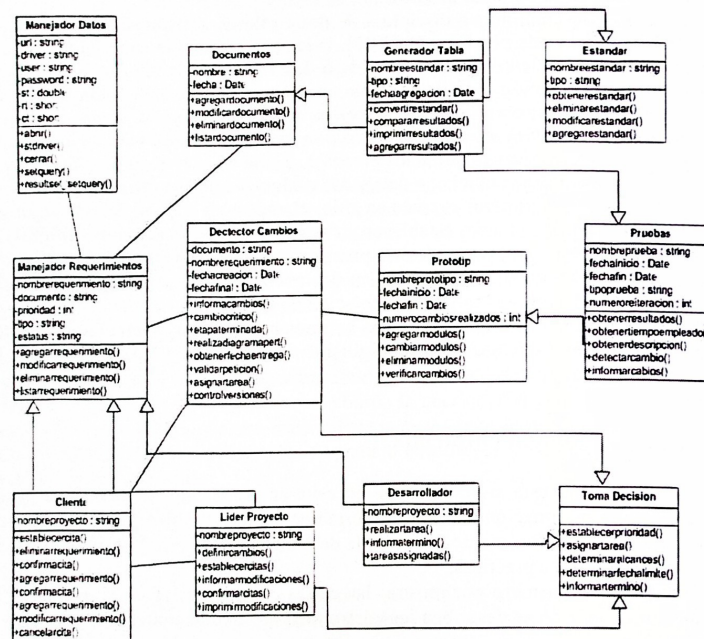 Manejador Datos
-url : string
-driver : string
-user : string
-password : string
-st : double
-rt : short
-ct : short
+abrir()
+stdriver()
+cerrar()
+setquery()
+resultset_setquery()
Documentos
-nombre : string
-fecha : Date
+agregardocumento()
+modificardocumento()
+eliminardocumento()
+listardocumento()
Generador Tabla
-nombreestandar : string
-tipo : string
-fechaagregacion : Date
+convertirestandar()
+compararresultados()
+imprimirresultados()
+agregarresultados()
Estandar
-nombreestandar : string
-tipo : string
+obtenerestandar()
+eliminarestandar()
+modificarestandar()
+agregarestandar()
Manejador Requerimientos
-nombrerequerimiento : string
-documento : string
-prioridad : int
-tipo : string
-estatus : string
+agregarrequerimiento()
+modificarrequerimiento()
+eliminarrequerimiento()
+listarrequerimiento()
Dectector Cambios
-documento : string
-nombrerequerimiento : string
-fechacreacion : Date
-fechafinal : Date
+informacambios()
+cambiocritico()
+etapaterminada()
+realizadiagramapert()
+obtenerfechaentrega()
+validarpeticion()
+asignartarea()
+controlversiones()
Prototip
-nombreprototipo : string
-fechainicio : Date
-fechafin : Date
-numerocambiosrealizados : int
+agregarmodulos()
+cambiarmodulos()
+eliminarmodulos()
+verificarcambios()
Pruebas
-nombreprueba : string
-fechainicio : Date
-fechafin : Date
-tipoprueba : string
-numeroreiteracion : int
+obtenerresultados()
+obtenertiempoempleado
+obtenerdescripcion()
+detectarcambio()
+informarcabios()
Cliente
-nombreproyecto : string
+establecercita()
+eliminarrequerimiento()
+confirmacita()
+agregarrequerimiento()
+confirmacita()
+agregarrequerimiento()
+modificarrequerimiento()
+cancelarcita()
Lider Proyecto
-nombreproyecto : string
+definircambios()
+establecercitas()
+informarmodificaciones()
+confirmarcitas()
+imprimirmodificaciones()
Desarrollador
-nombreproyecto : string
+realizartarea()
+informatermino()
+tareasasignadas()
Toma Decision
+establecerprioridad()
+asignartarea()
+determinaralcances()
+determinarfechalimite()
+informartermino()